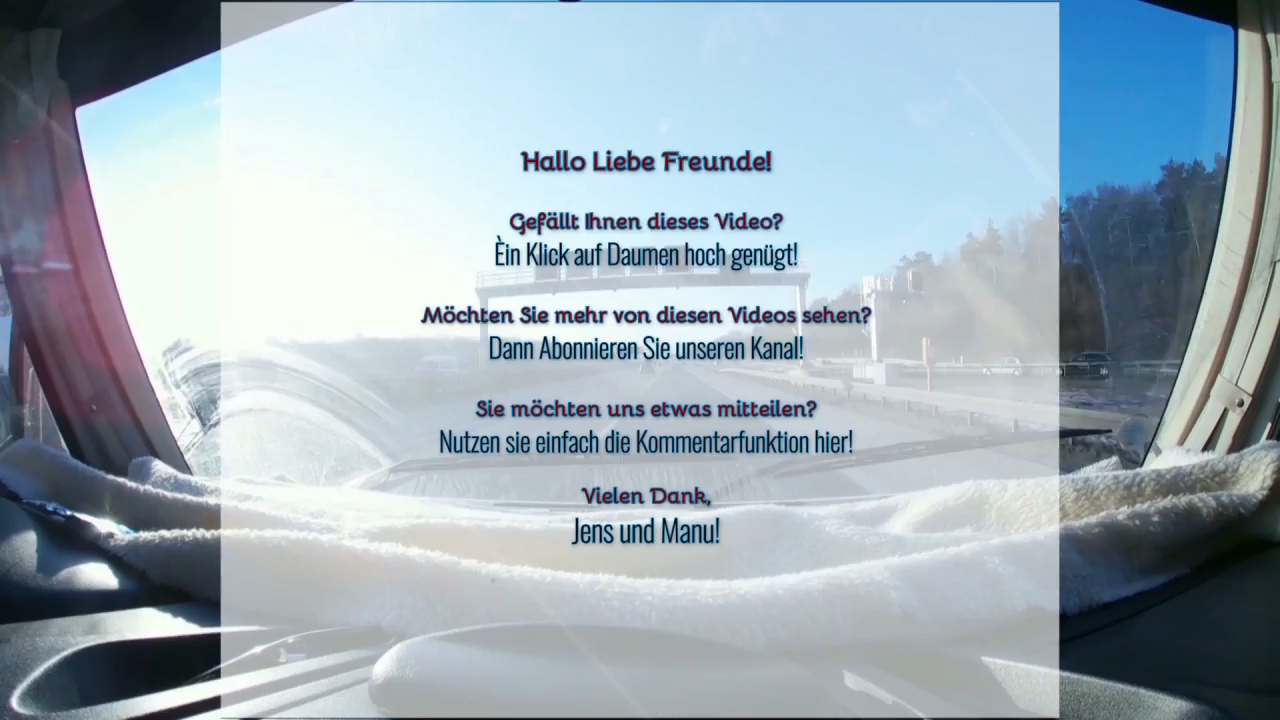 Hallo Liebe Freunde!
Gefällt Ihnen dieses Video?
Èin Klick auf Daumen hoch genügt!
Möchten Sie mehr von diesen Videos sehen?
Dann Abonnieren Sie unseren Kanal!
Sie möchten uns etwas mitteilen?
Nutzen sie einfach die Kommentarfunktion hier!
Vielen Dank,
Jens und Manu!